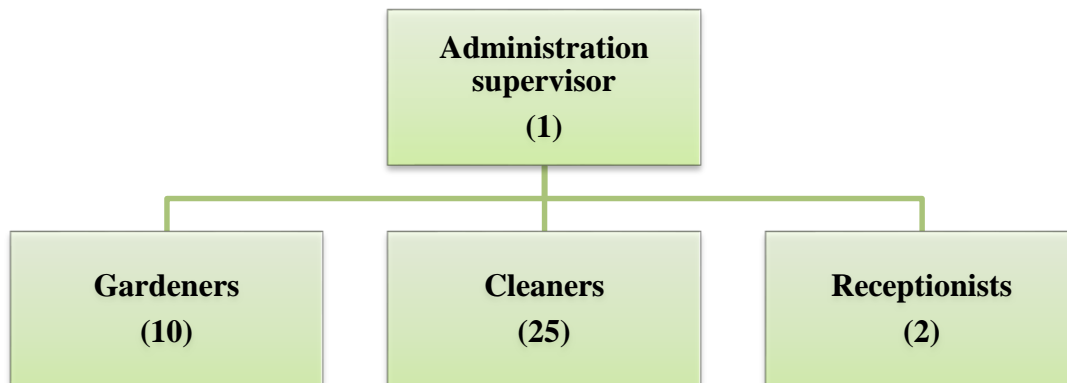 Administration
supervisor
(1)
Gardeners
(10)
Cleaners
(25)
Receptionists
(2)